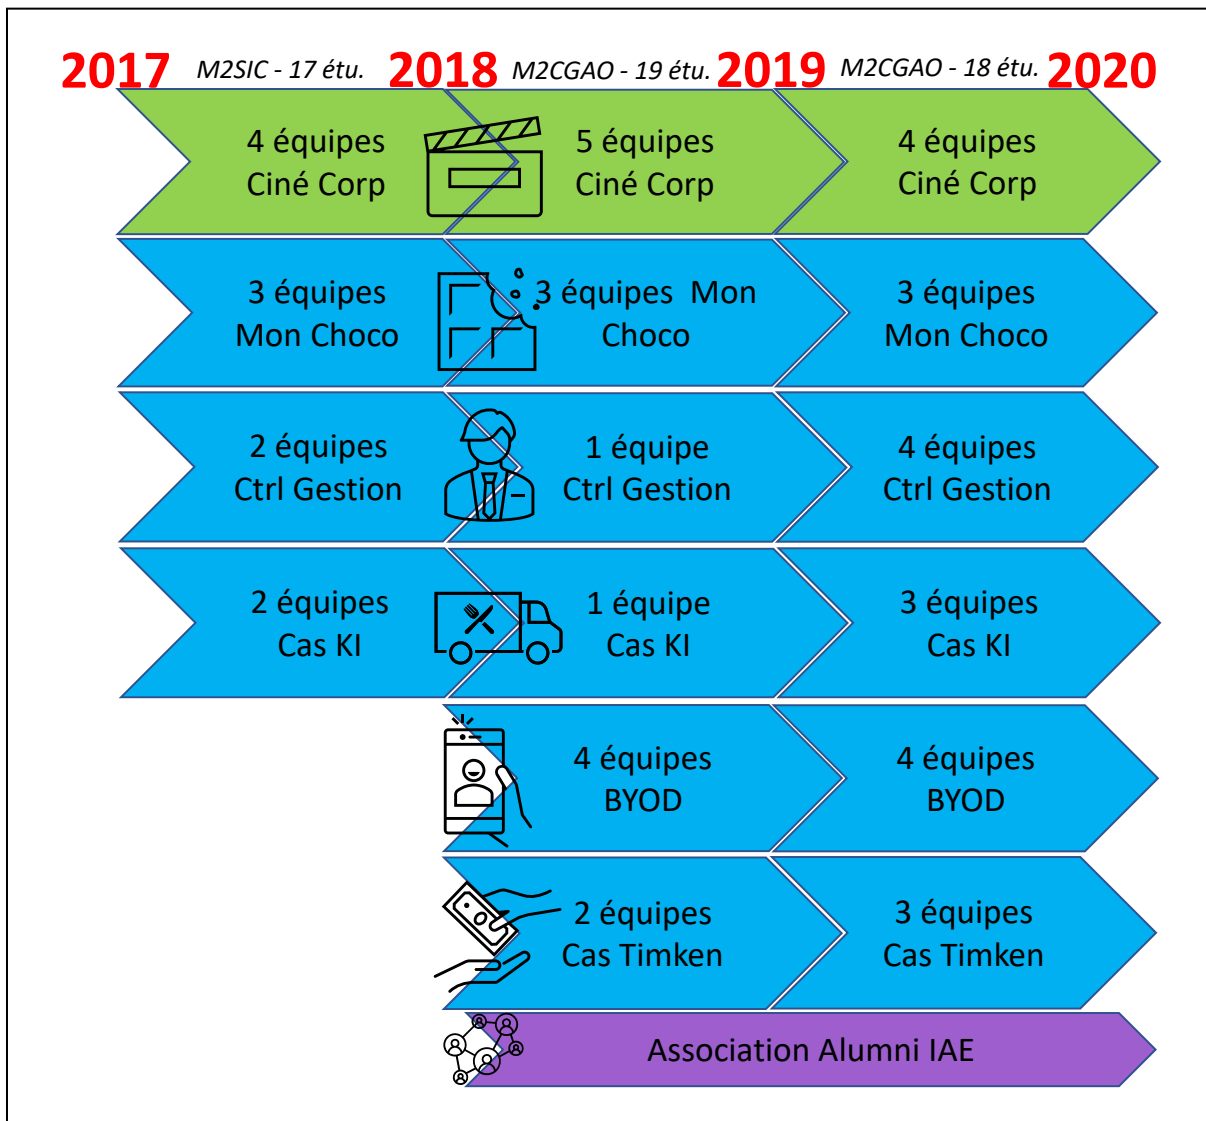 2017 M2SIC - 17 étu. 2018 M2CGAO - 19 étu. 2019 M2CGAO - 18 étu. 2020
4 équipes
Ciné Corp
5 équipes
Ciné Corp
4 équipes
Ciné Corp
3 équipes
Mon Choco
3 équipes Mon
Choco
3 équipes
Mon Choco
2 équipes
Ctrl Gestion
1 équipe
Ctrl Gestion
4 équipes
Ctrl Gestion
2 équipes
Cas KI
1 équipe
Cas KI
3 équipes
Cas KI
4 équipes
BYOD
4 équipes
BYOD
2 équipes
Cas Timken
3 équipes
Cas Timken
Association Alumni IAE